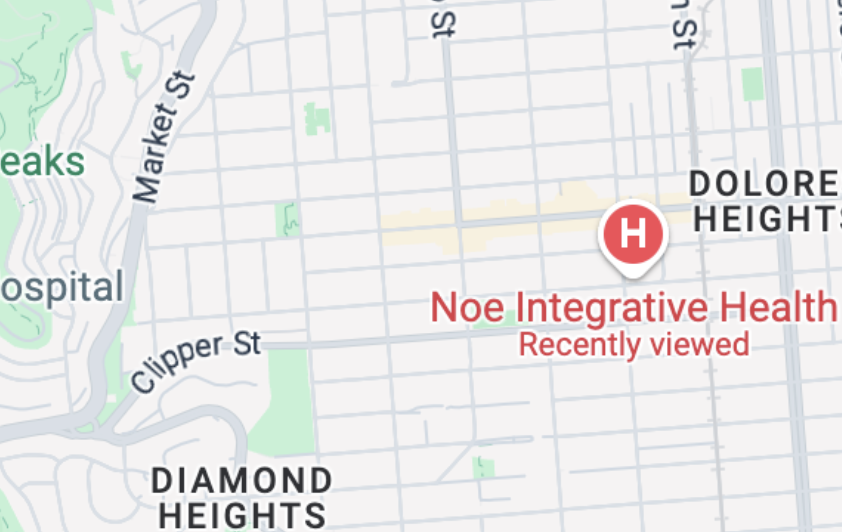 St
n St
Market St
eaks
DOLORE
HEIGHTS
H
ospital
Noe Integrative Health
Recently viewed
Clipper St
DIAMOND
HEIGHTS